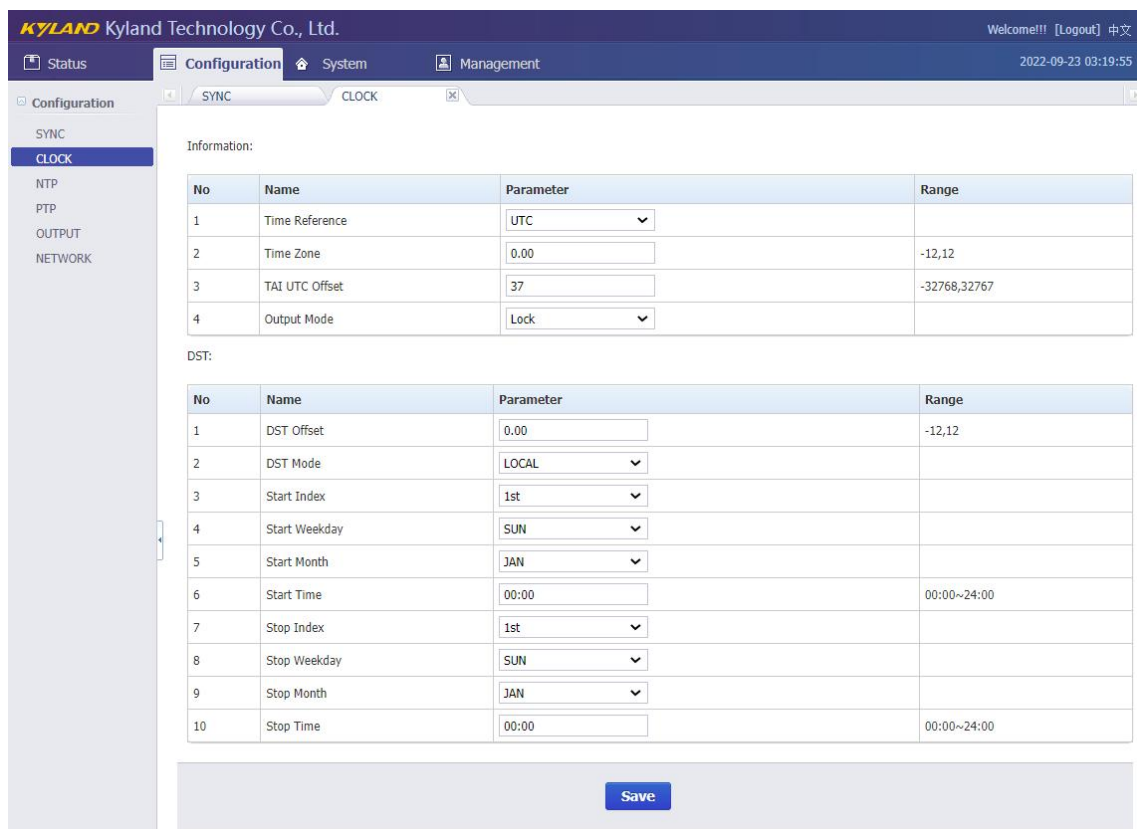 KYLAND Kyland Technology Co., Ltd. Welcome!!! [Logout] 中文
Status Configuration System Management 2022-09-23 03:19:55
Configuration SYNC CLOCK
SYNC
CLOCK
NTP
PTP
OUTPUT
NETWORK
Information:
No Name Parameter Range
1 Time Reference UTC
2 Time Zone 0.00 -12,12
3 TAI UTC Offset 37 -32768,32767
4 Output Mode Lock
DST:
No Name Parameter Range
1 DST Offset 0.00 -12,12
2 DST Mode LOCAL
3 Start Index 1st
4 Start Weekday SUN
5 Start Month JAN
6 Start Time 00:00 00:00~24:00
7 Stop Index 1st
8 Stop Weekday SUN
9 Stop Month JAN
10 Stop Time 00:00 00:00~24:00
Save